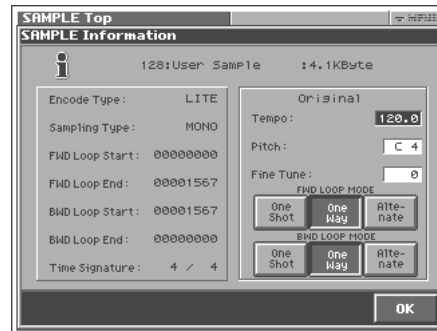 SAMPLE Top
SAMPLE Information
128:User Sample :4.1KByte
Encode Type: LITE
Sampling Type: MONO
FWD Loop Start: 00000000
FWD Loop End: 00001567
BWD Loop Start: 00001567
BWD Loop End: 00000000
Time Signature: 4 / 4
Original
Tempo: 120.0
Pitch: C 4
Fine Tune: 0
FWD LOOP MODE
One Shot
One Way
Alte-nate
BWD LOOP MODE
One Shot
One Way
Alte-nate
OK